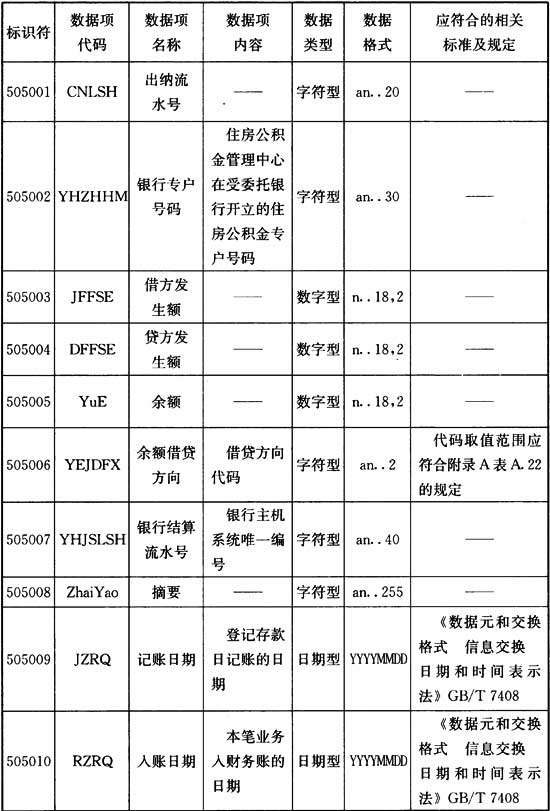 标识符 数据项代码 数据项名称 数据项内容 数据类型 数据格式 应符合的相关标准及规定
505001 CNLSH 出纳流水号 —— 字符型 an..20 ——
505002 YHZHHM 银行专户号码 住房公积金管理中心在受委托银行开立的住房公积金专户号码 字符型 an..30 ——
505003 JFFSE 借方发生额 —— 数字型 n..18,2 ——
505004 DFFSE 贷方发生额 —— 数字型 n..18,2 ——
505005 YuE 余额 —— 数字型 n..18,2 ——
505006 YEJDFX 余额借贷方向 借贷方向代码 字符型 an..2 代码取值范围应符合附录A表A.22的规定
505007 YHJSLSH 银行结算流水号 银行主机系统唯一编号 字符型 an..40 ——
505008 ZhaiYao 摘要 —— 字符型 an..255 ——
505009 JZRQ 记账日期 登记存款日记账的日期 日期型 YYYYMMDD 《数据元和交换格式 信息交换 日期和时间表示法》GB/T 7408
505010 RZRQ 入账日期 本笔业务入财务账的日期 日期型 YYYYMMDD 《数据元和交换格式 信息交换 日期和时间表示法》GB/T 7408